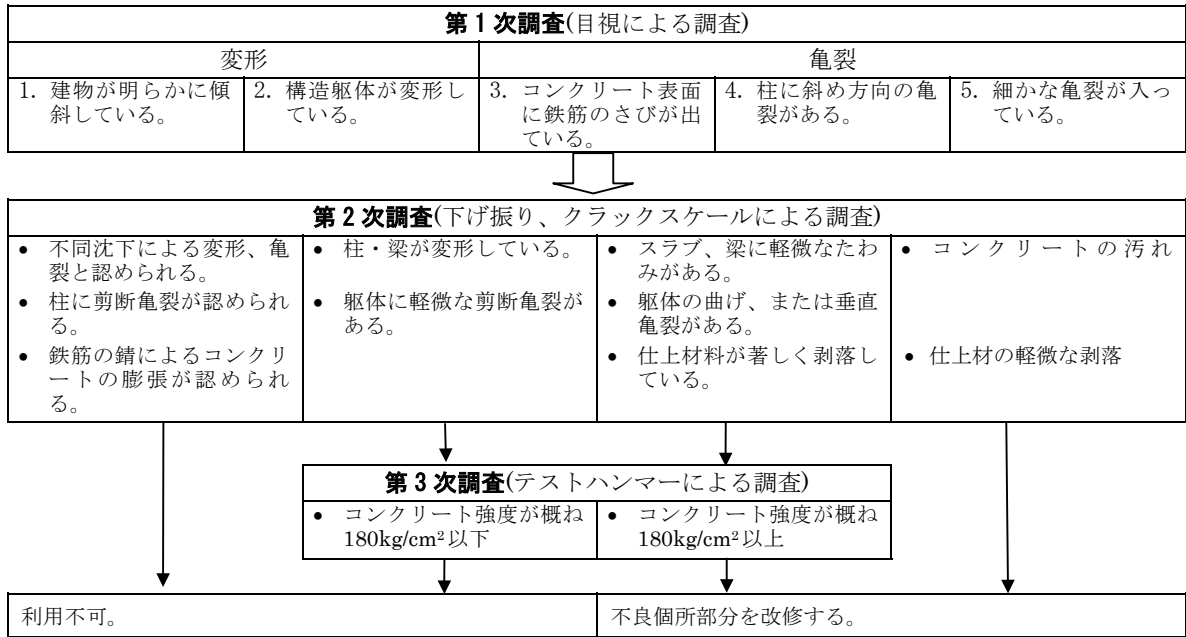 第1次調査(目視による調査)
変形
亀裂
1. 建物が明らかに傾
斜している。
2. 構造躯体が変形し
ている。
3. コンクリート表面
に鉄筋のさびが出
ている。
4. 柱に斜め方向の亀
裂がある。
5. 細かな亀裂が入っ
ている。
第2次調査(下げ振り、クラックスケールによる調査)
• 不同沈下による変形、亀
裂と認められる。
• 柱に剪断亀裂が認められ
る。
• 鉄筋の錆によるコンクリ
ートの膨張が認められ
る。
• 柱・梁が変形している。
• 躯体に軽微な剪断亀裂が
ある。
• スラブ、梁に軽微なたわ
みがある。
• 躯体の曲げ、または垂直
亀裂がある。
• 仕上材料が著しく剥落し
ている。
• コンクリートの汚れ
• 仕上材の軽微な剥落
第3次調査(テストハンマーによる調査)
• コンクリート強度が概ね
180kg/cm²以下
• コンクリート強度が概ね
180kg/cm²以上
利用不可。
不良個所部分を改修する。